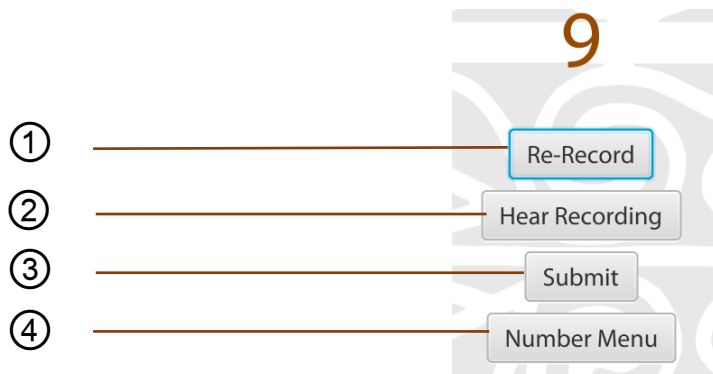 9
① Re-Record
② Hear Recording
③ Submit
④ Number Menu